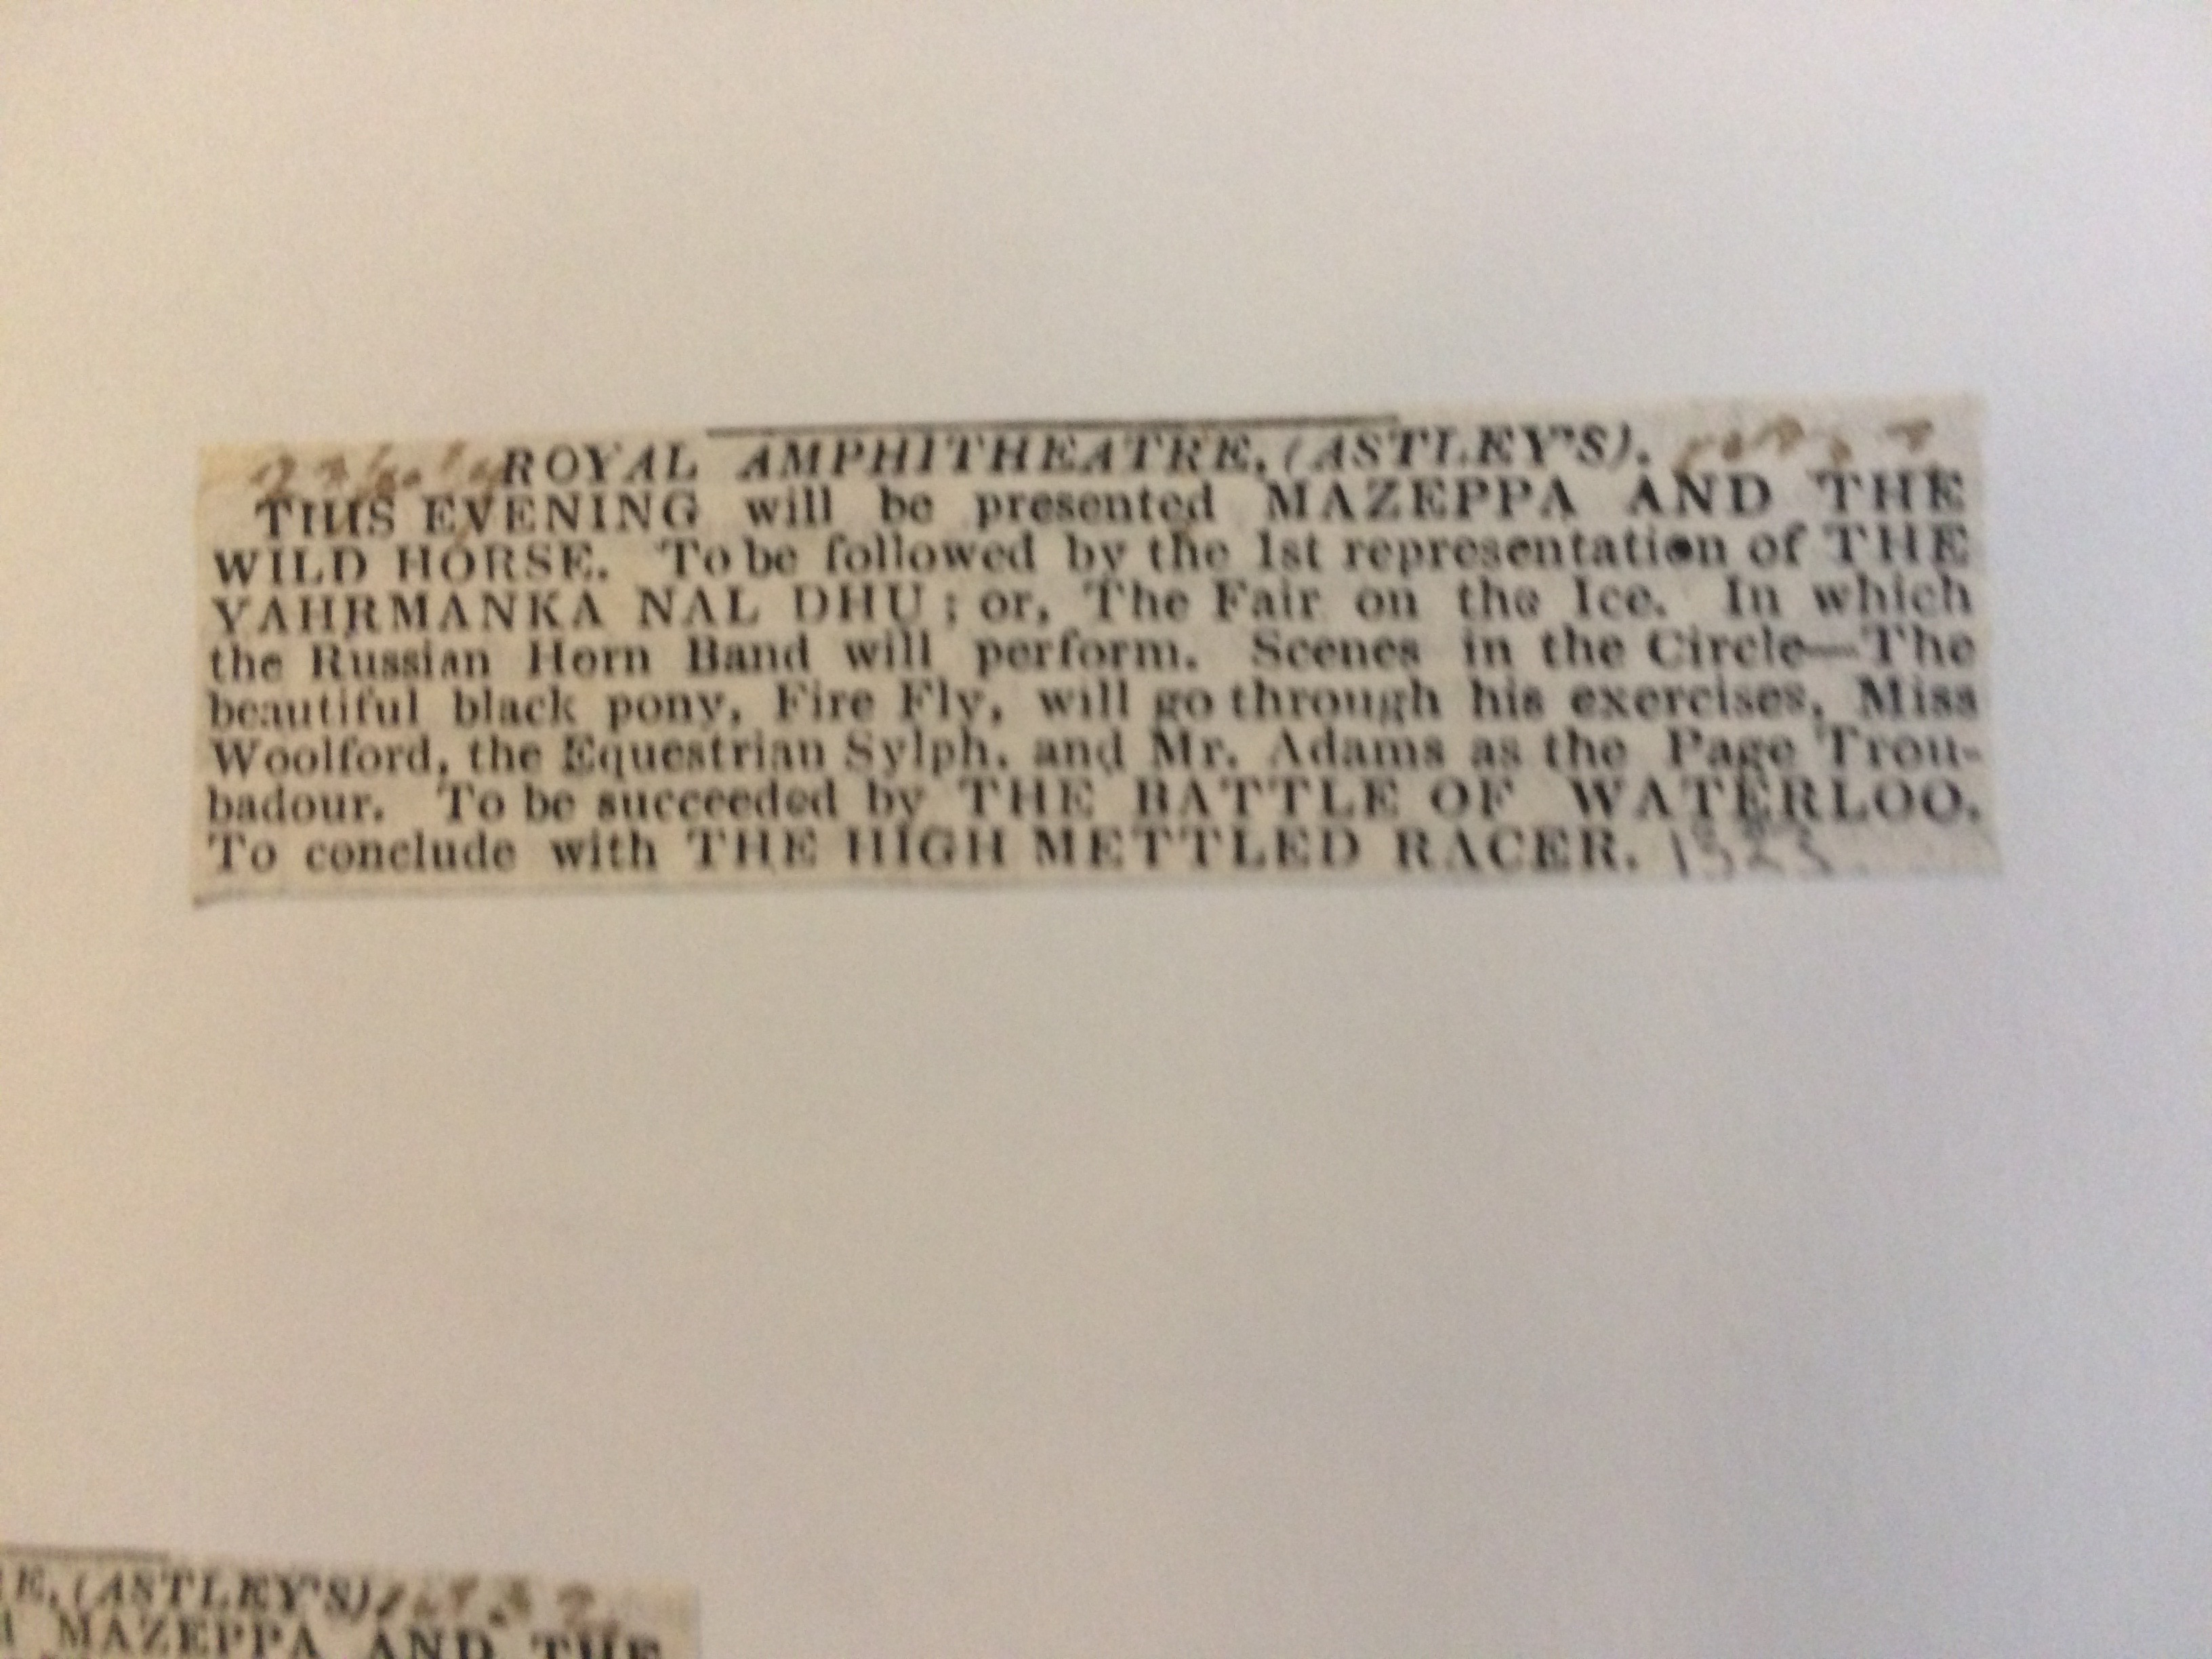 ROYAL AMPHITHEATRE, (ASTLEY'S).
THIS EVENING will be presented MAZEPPA AND THE
WILD HORSE. To be followed by the 1st representation of THE
YAHRMANKA NAL DHU; or, The Fair on the Ice. In which
the Russian Horn Band will perform. Scenes in the Circle—The
beautiful black pony, Fire Fly, will go through his exercises, Miss
Woolford, the Equestrian Sylph, and Mr. Adams as the Page Trou-
badour. To be succeeded by THE BATTLE OF WATERLOO.
To conclude with THE HIGH METTLED RACER.
E, (ASTLEY'S)
MAZEPPA AND THE